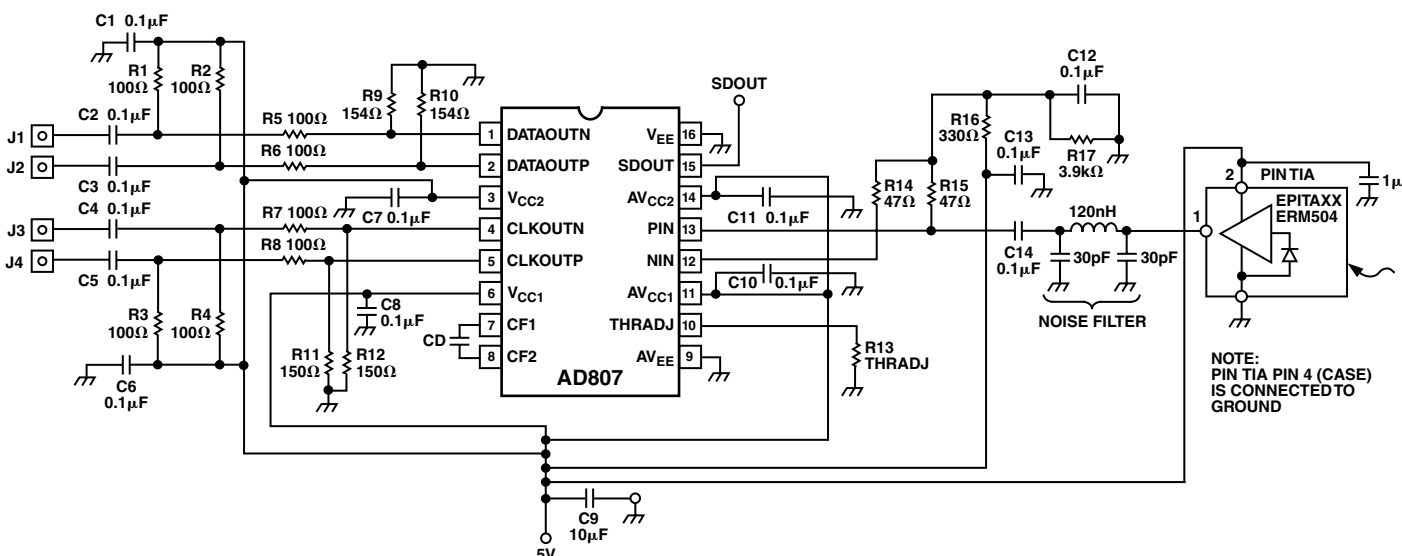 C1 0.1μF
R1
100Ω
R2
100Ω
C2 0.1μF
J1
J2
C3
0.1μF
C4
0.1μF
J3
J4
C5
0.1μF
R3
100Ω
R4
100Ω
C6
0.1μF
R5 100Ω
R6 100Ω
R7 100Ω
R8 100Ω
R9
154Ω
R10
154Ω
C7 0.1μF
C8
0.1μF
CD
R11
150Ω
R12
150Ω
1 DATAOUTN
2 DATAOUTP
3 VCC2
4 CLKOUTN
5 CLKOUTP
6 VCC1
7 CF1
8 CF2
VEE 16
SDOUT 15
AVCC2 14
PIN 13
NIN 12
AVCC1 11
THRADJ 10
AVEE 9
AD807
SDOUT
C11 0.1μF
C10 0.1μF
R13
THRADJ
R14
47Ω
R15
47Ω
R16
330Ω
C13
0.1μF
C12
0.1μF
R17
3.9kΩ
C14
0.1μF
120nH
30pF
30pF
NOISE FILTER
2
PIN TIA
1
EPITAXX
ERM504
NOTE:
PIN TIA PIN 4 (CASE)
IS CONNECTED TO
GROUND
C9
10μF
5V